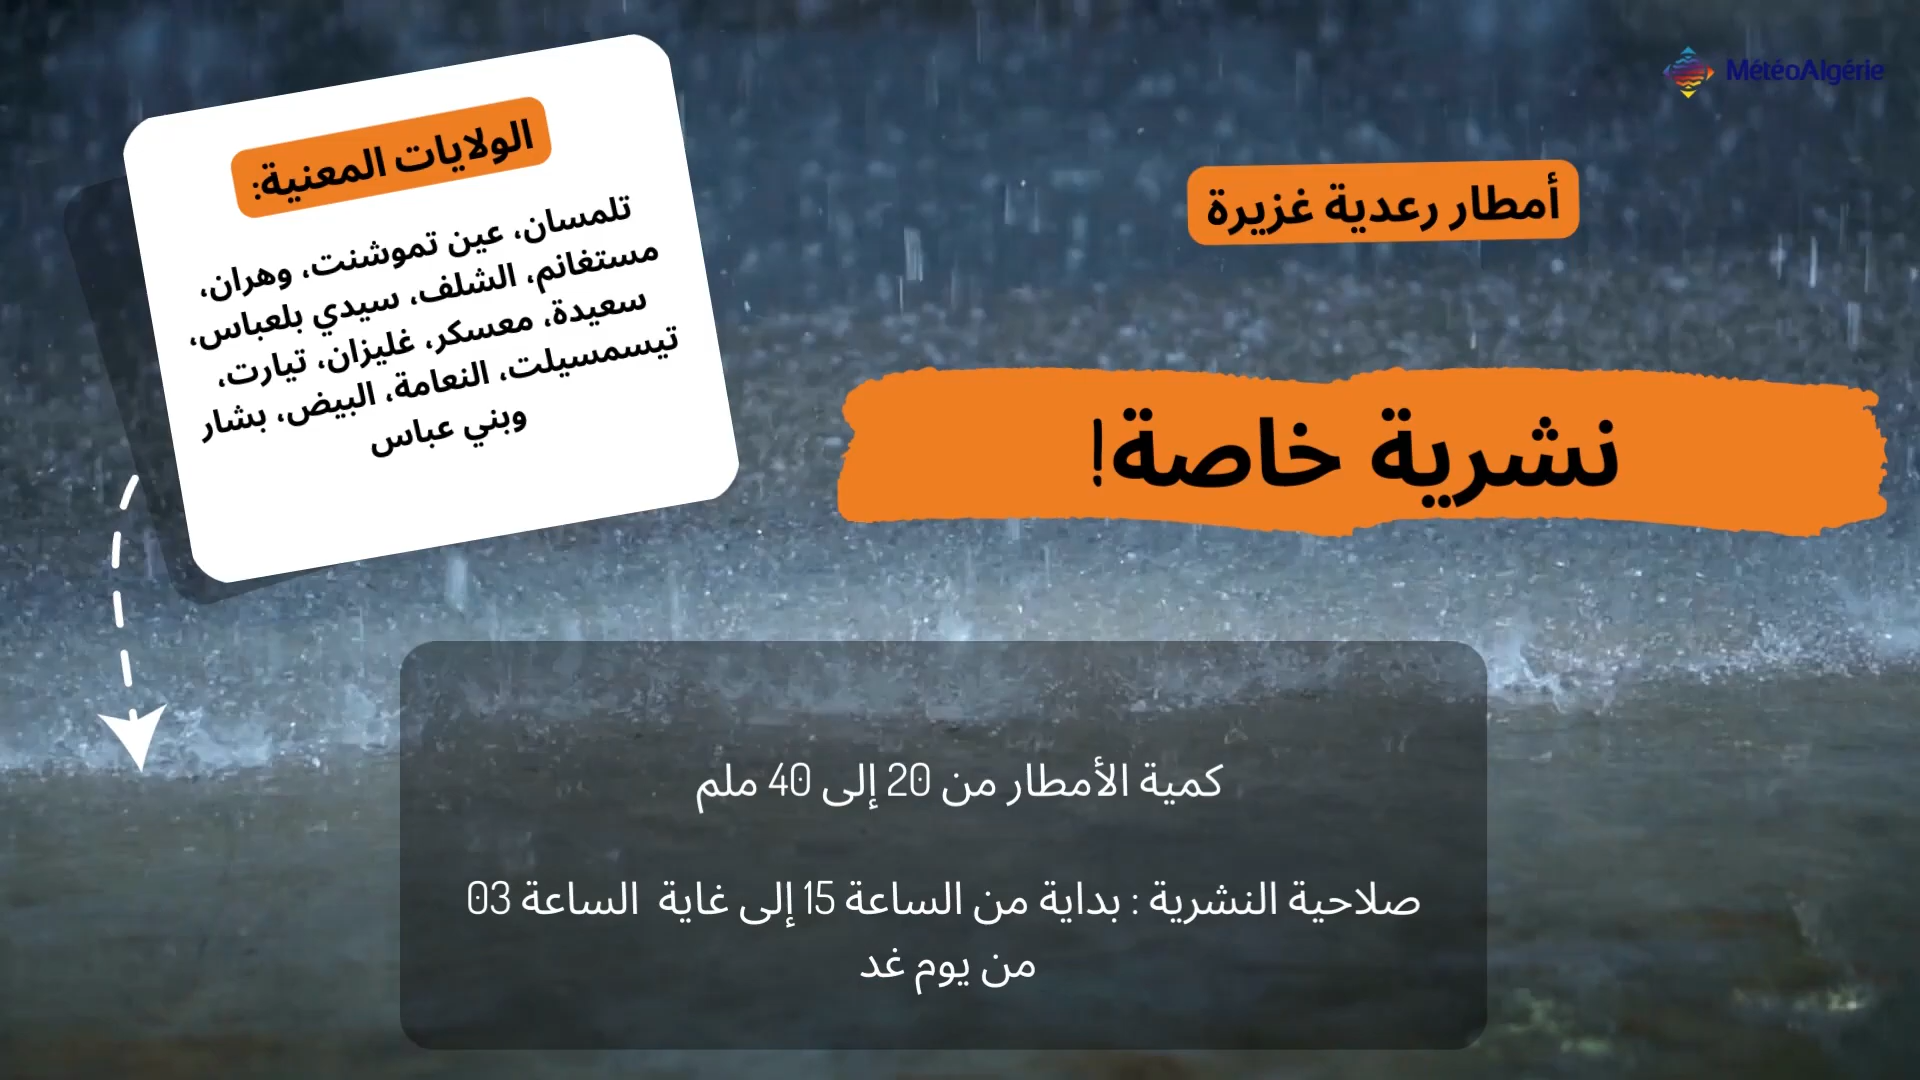 MétéoAlgérie
أمطار رعدية غزيرة
نشرية خاصة!
الولايات المعنية:
تلمسان، عين تموشنت، وهران،
مستغانم، الشلف، سيدي بلعباس،
سعيدة، معسكر، غليزان، تيارت،
تيسمسيلت، النعامة، البيض، بشار
وبني عباس
كمية الأمطار من 20 إلى 40 ملم
صلاحية النشرية : بداية من الساعة 15 إلى غاية الساعة 03
من يوم غد